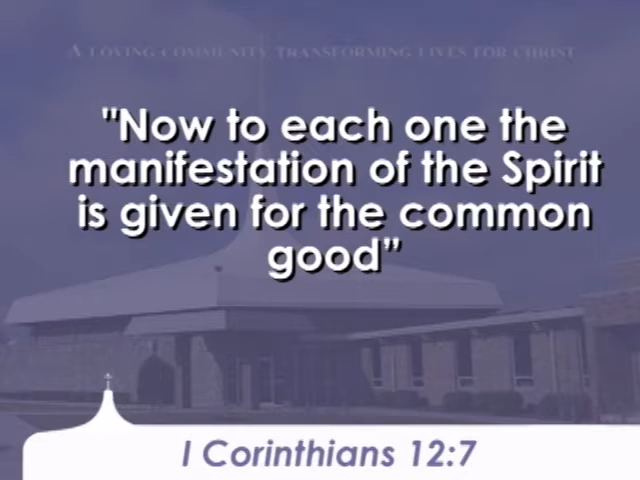 A LOVING COMMUNITY TRANSFORMING LIVES FOR CHRIST
"Now to each one the
manifestation of the Spirit
is given for the common
good”
I Corinthians 12:7